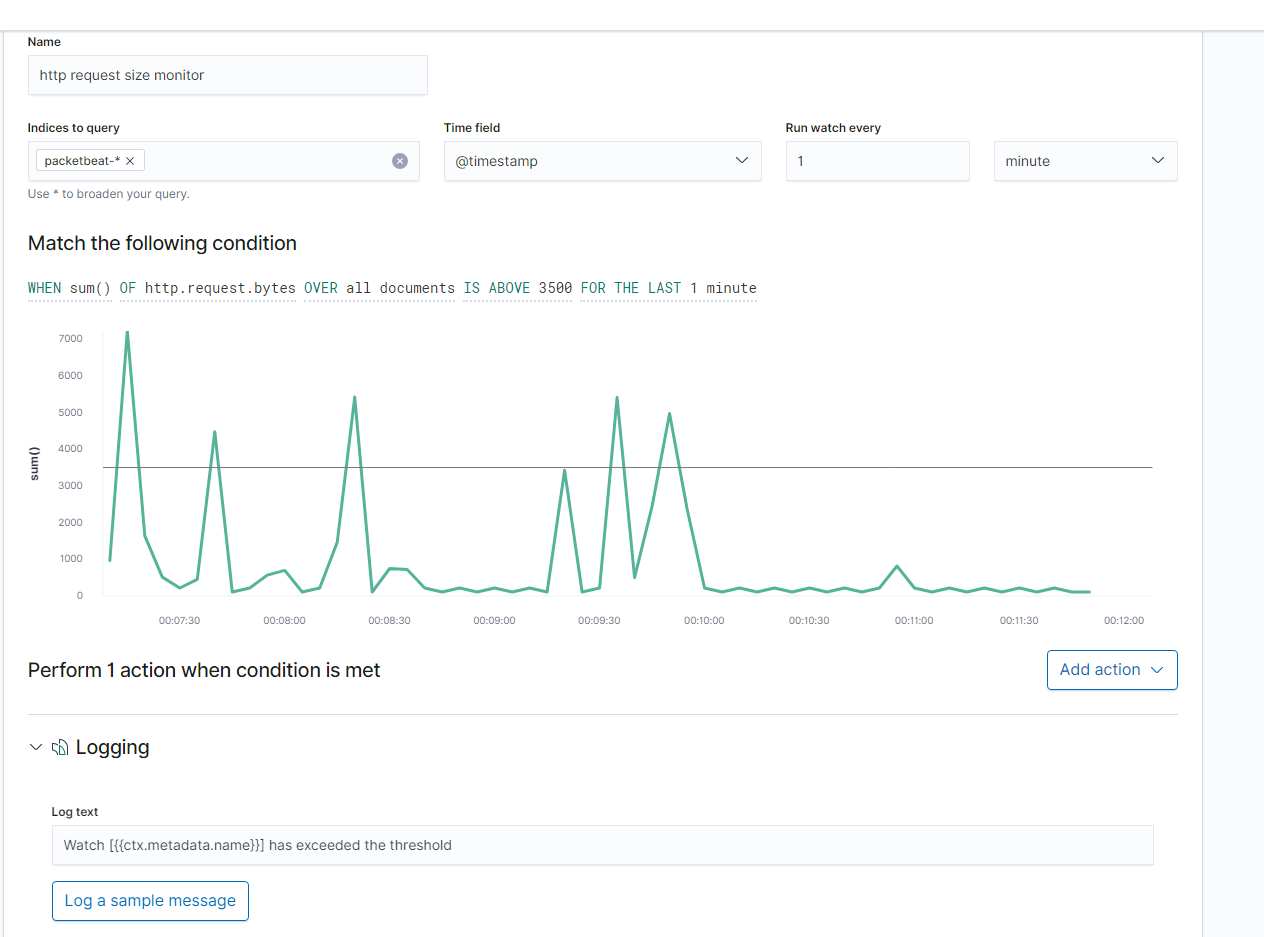 Name
http request size monitor
Indices to query
Time field
Run watch every
packetbeat-*
@timestamp
1
minute
Use * to broaden your query.
Match the following condition
WHEN sum() OF http.request.bytes OVER all documents IS ABOVE 3500 FOR THE LAST 1 minute
7000
6000
5000
4000
3000
2000
1000
0
sum()
00:07:30
00:08:00
00:08:30
00:09:00
00:09:30
00:10:00
00:10:30
00:11:00
00:11:30
00:12:00
Perform 1 action when condition is met
Add action
Logging
Log text
Watch [{{ctx.metadata.name}}] has exceeded the threshold
Log a sample message